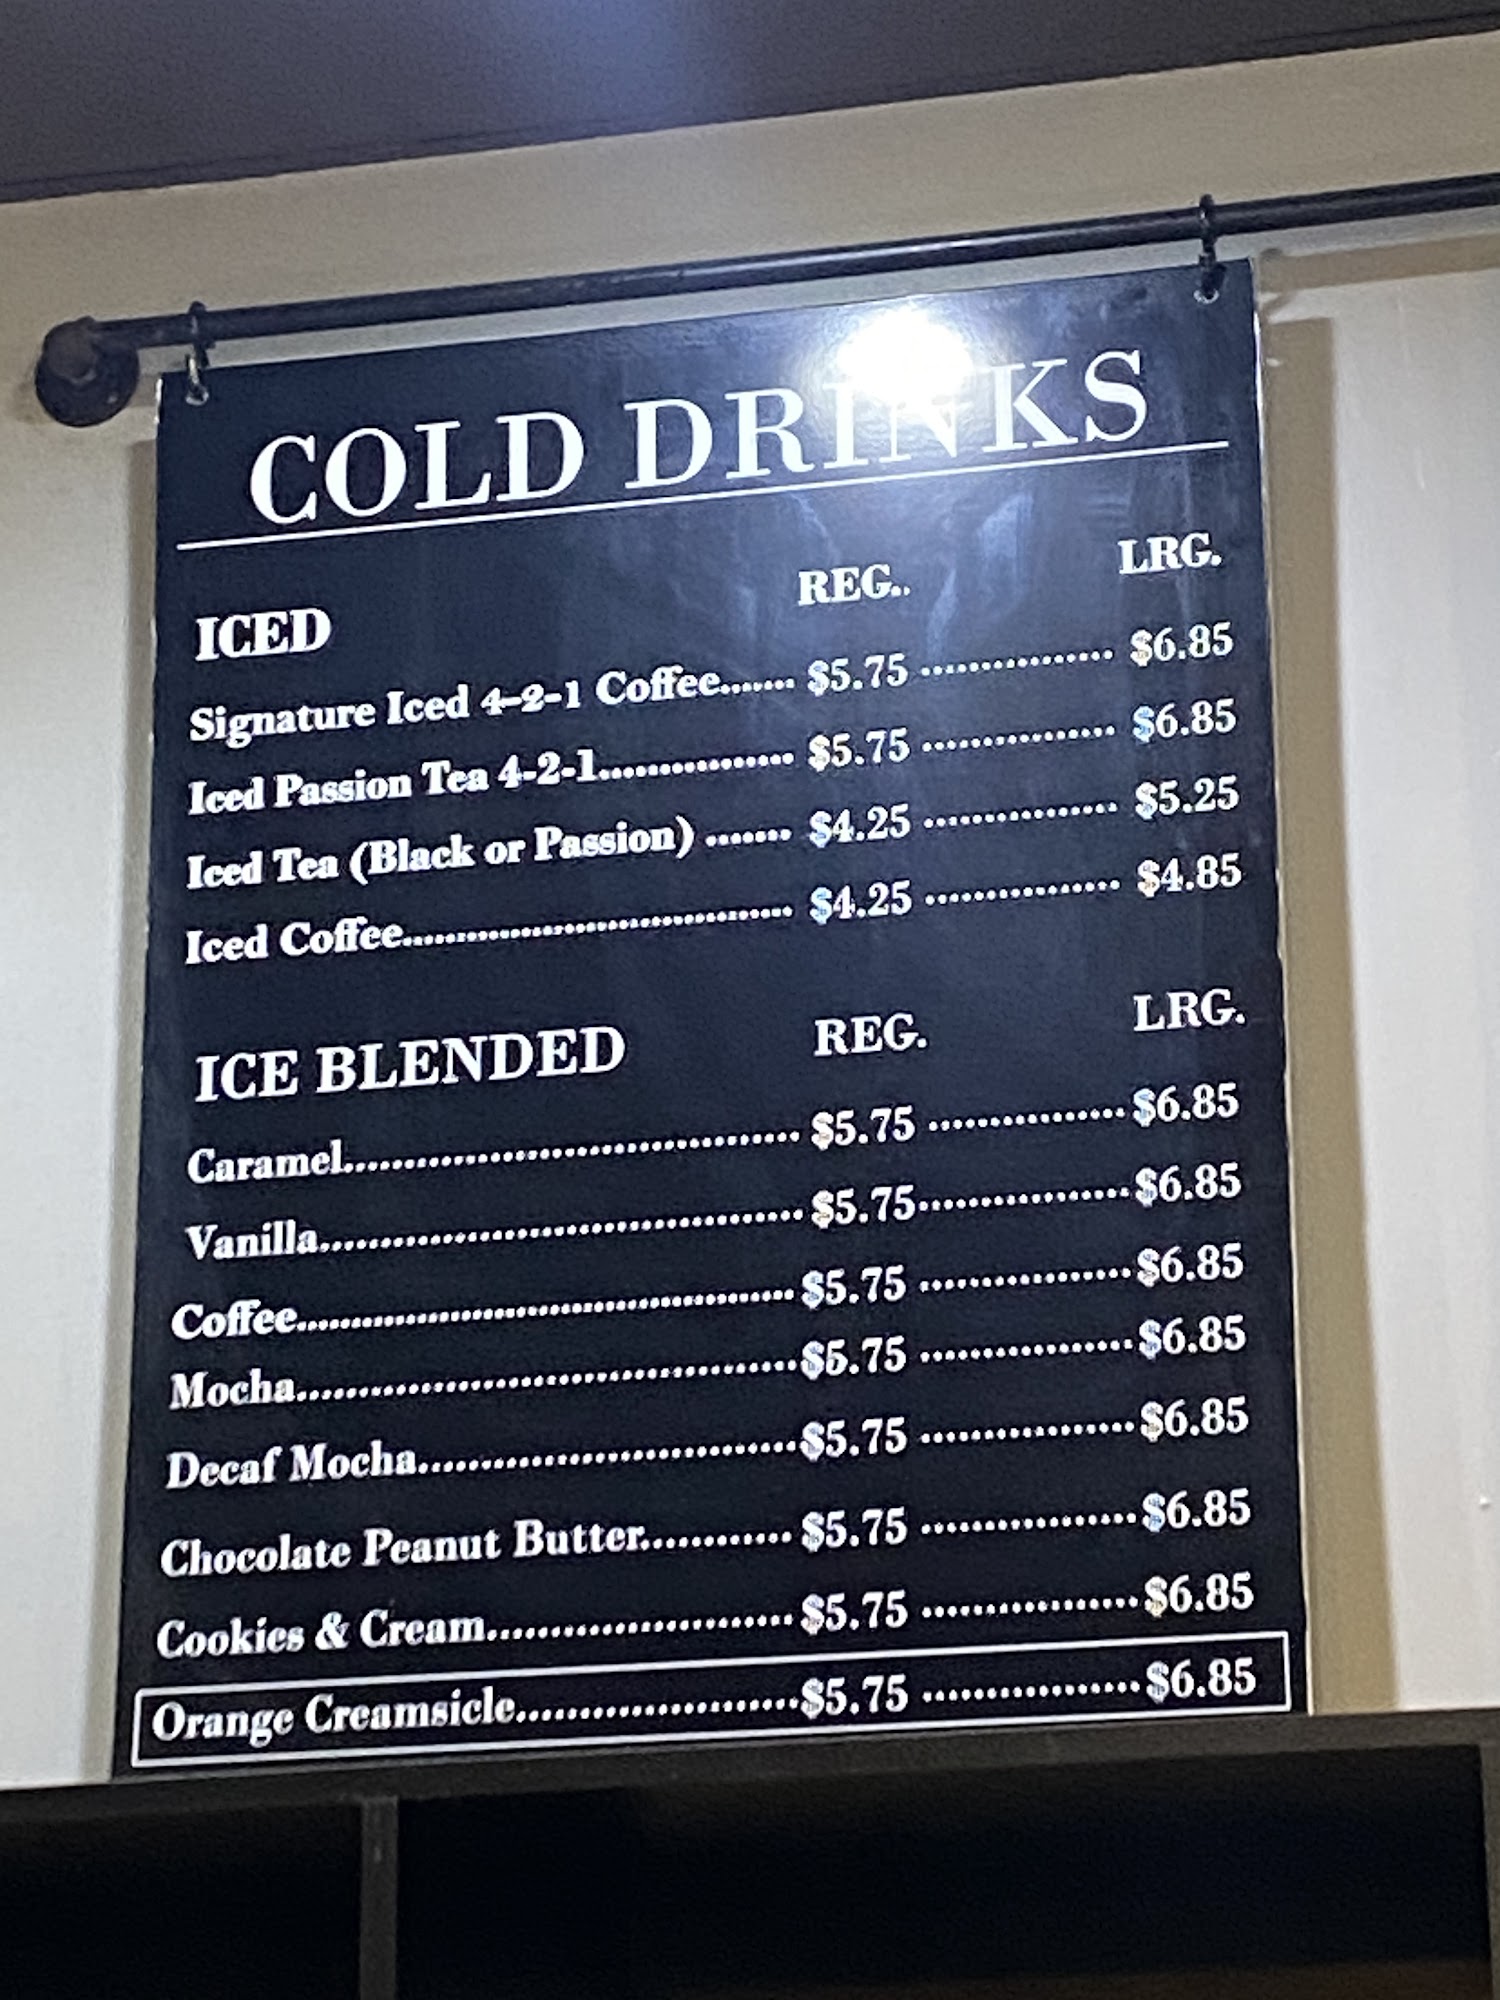 COLD DRINKS
ICED REG.. LRG.
Signature Iced 4-2-1 Coffee....... $5.75 ................ $6.85
Iced Passion Tea 4-2-1................ $5.75 ................ $6.85
Iced Tea (Black or Passion) ....... $4.25 ................ $5.25
Iced Coffee................................ $4.25 ................ $4.85
ICE BLENDED REG. LRG.
Caramel...................................... $5.75 ................ $6.85
Vanilla........................................ $5.75................. $6.85
Coffee......................................... $5.75 ................. $6.85
Mocha.........................................$5.75 ................. $6.85
Decaf Mocha...............................$5.75 ................. $6.85
Chocolate Peanut Butter............ $5.75 ................. $6.85
Cookies & Cream......................... $5.75 ................. $6.85
Orange Creamsicle.......................$5.75 ................. $6.85